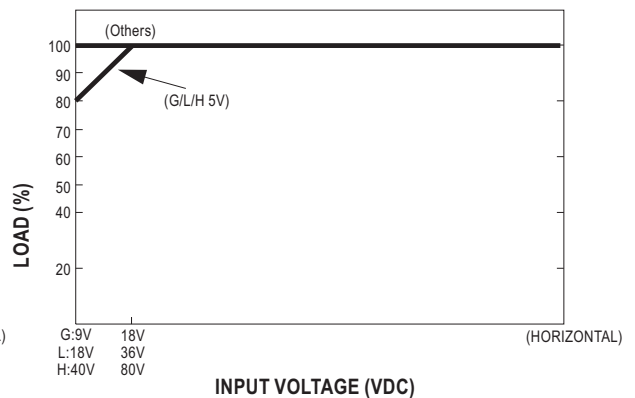 (Others)
100
90
(G/L/H 5V)
80
70
60
50
40
20
LOAD (%)
)
G:9V 18V (HORIZONTAL)
L:18V 36V
H:40V 80V
INPUT VOLTAGE (VDC)